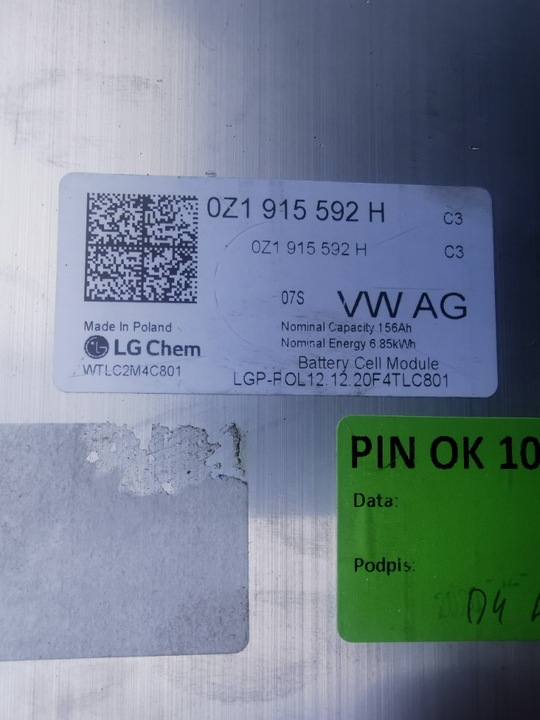 0Z1 915 592 H C3
0Z1 915 592 H C3
07S VW AG
Made In Poland
Nominal Capacity 156Ah
LG Chem
Nominal Energy 6.85kWh
WTLC2M4C801
Battery Cell Module
LGP-POL12.12.20F4TLC801
PIN OK 10
Data:
Podpis: